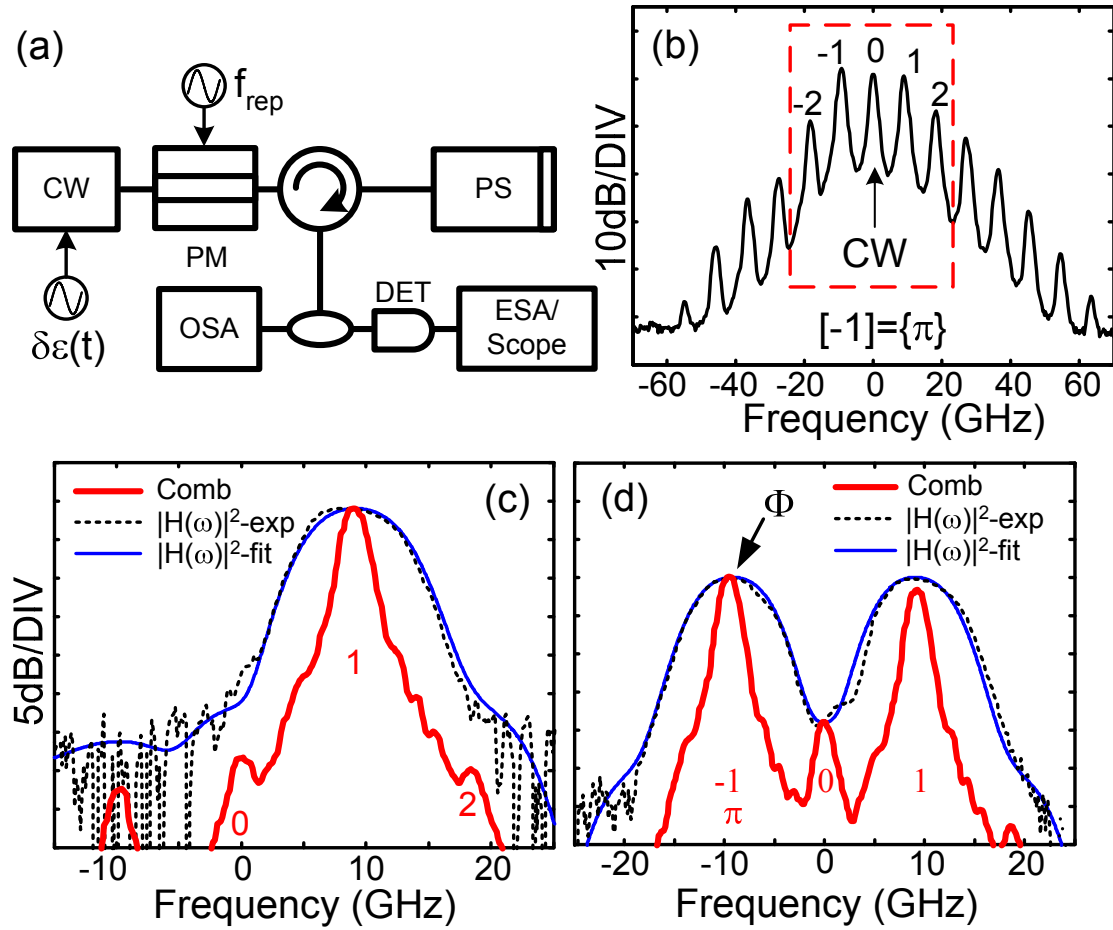 (a)
f_rep
CW
PM
PS
δε(t)
OSA
DET
ESA/
Scope
(b)
10dB/DIV
-2
-1
0
1
2
CW
[-1]={π}
-60 -40 -20 0 20 40 60
Frequency (GHz)
(c)
Comb
|H(ω)|²-exp
|H(ω)|²-fit
5dB/DIV
1
0
2
-10 0 10 20
Frequency (GHz)
(d)
Φ
Comb
|H(ω)|²-exp
|H(ω)|²-fit
-1
π
0
1
-20 -10 0 10 20
Frequency (GHz)